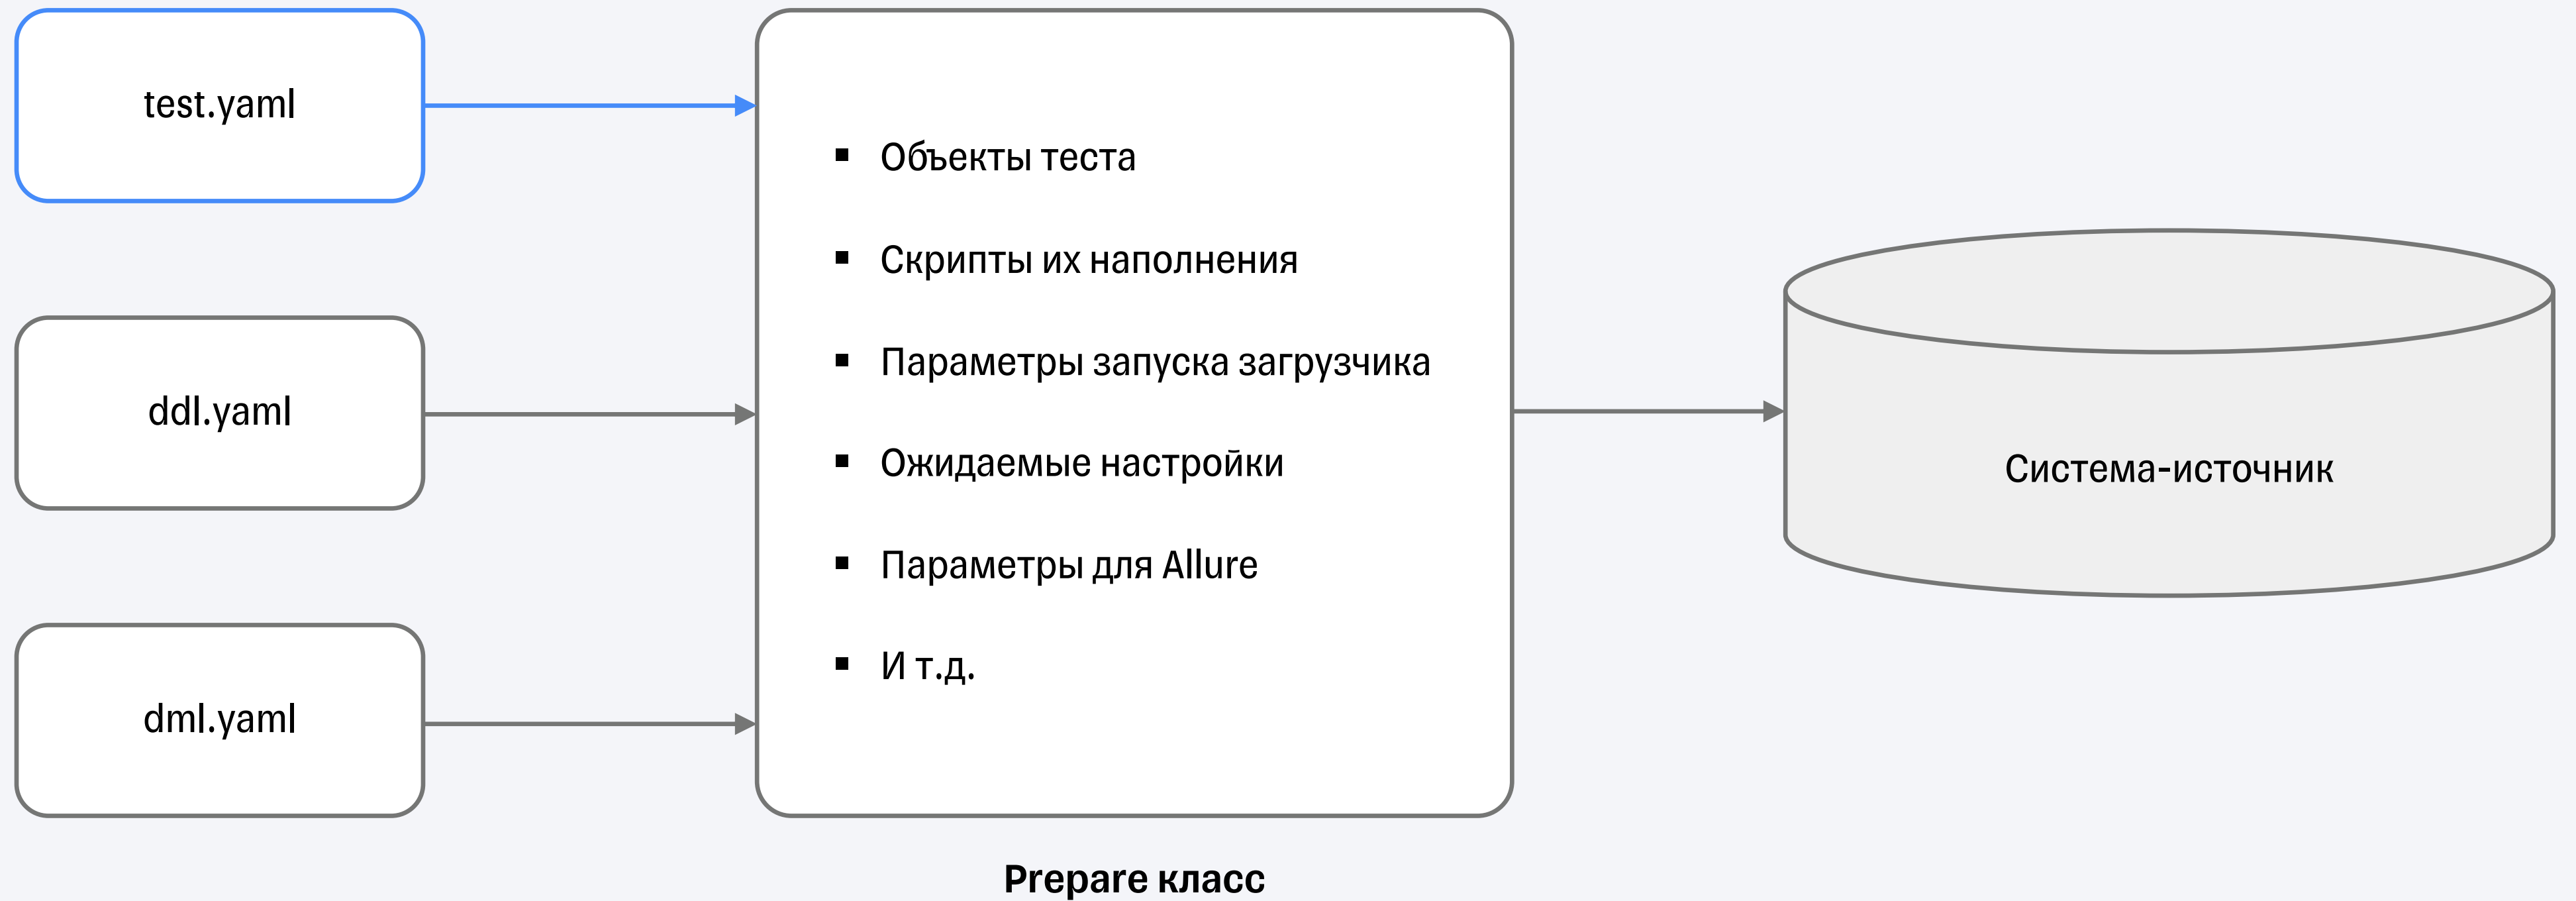 test.yaml
ddl.yaml
dml.yaml
▪ Объекты теста
▪ Скрипты их наполнения
▪ Параметры запуска загрузчика
▪ Ожидаемые настройки
▪ Параметры для Allure
▪ И т.д.
Prepare класс
Система-источник